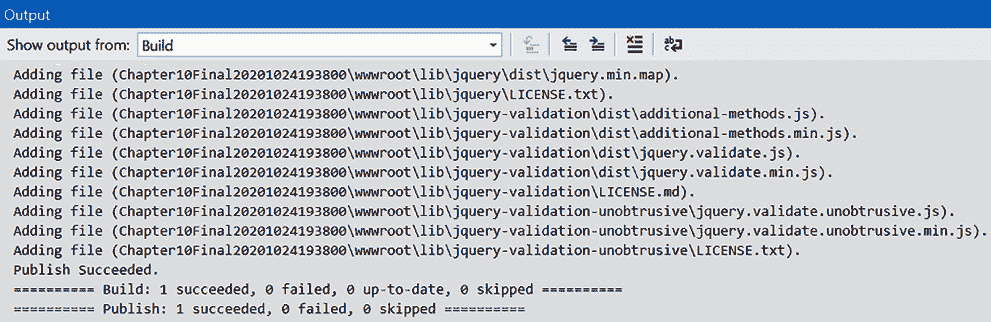 Output
Show output from: Build
Adding file (Chapter10Final20201024193800\wwwroot\lib\jquery\dist\jquery.min.map).
Adding file (Chapter10Final20201024193800\wwwroot\lib\jquery\LICENSE.txt).
Adding file (Chapter10Final20201024193800\wwwroot\lib\jquery-validation\dist\additional-methods.js).
Adding file (Chapter10Final20201024193800\wwwroot\lib\jquery-validation\dist\additional-methods.min.js).
Adding file (Chapter10Final20201024193800\wwwroot\lib\jquery-validation\dist\jquery.validate.js).
Adding file (Chapter10Final20201024193800\wwwroot\lib\jquery-validation\dist\jquery.validate.min.js).
Adding file (Chapter10Final20201024193800\wwwroot\lib\jquery-validation\LICENSE.md).
Adding file (Chapter10Final20201024193800\wwwroot\lib\jquery-validation-unobtrusive\jquery.validate.unobtrusive.js).
Adding file (Chapter10Final20201024193800\wwwroot\lib\jquery-validation-unobtrusive\jquery.validate.unobtrusive.min.js).
Adding file (Chapter10Final20201024193800\wwwroot\lib\jquery-validation-unobtrusive\LICENSE.txt).
Publish Succeeded.
========== Build: 1 succeeded, 0 failed, 0 up-to-date, 0 skipped ==========
========== Publish: 1 succeeded, 0 failed, 0 skipped ==========